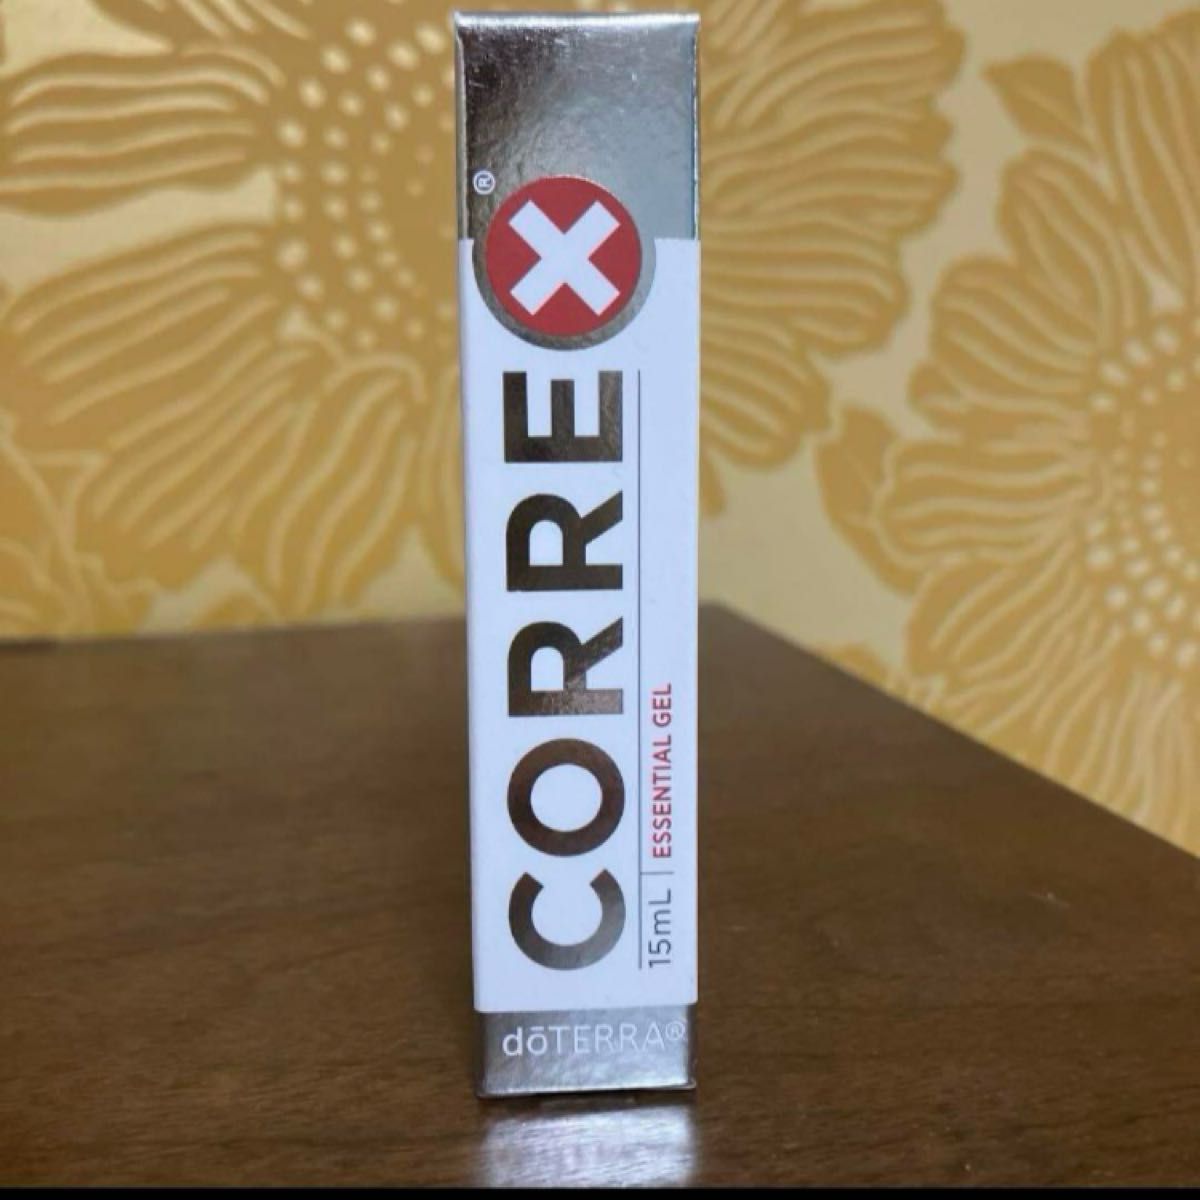 CORREX®
15mL | ESSENTIAL GEL
dōTERRA®